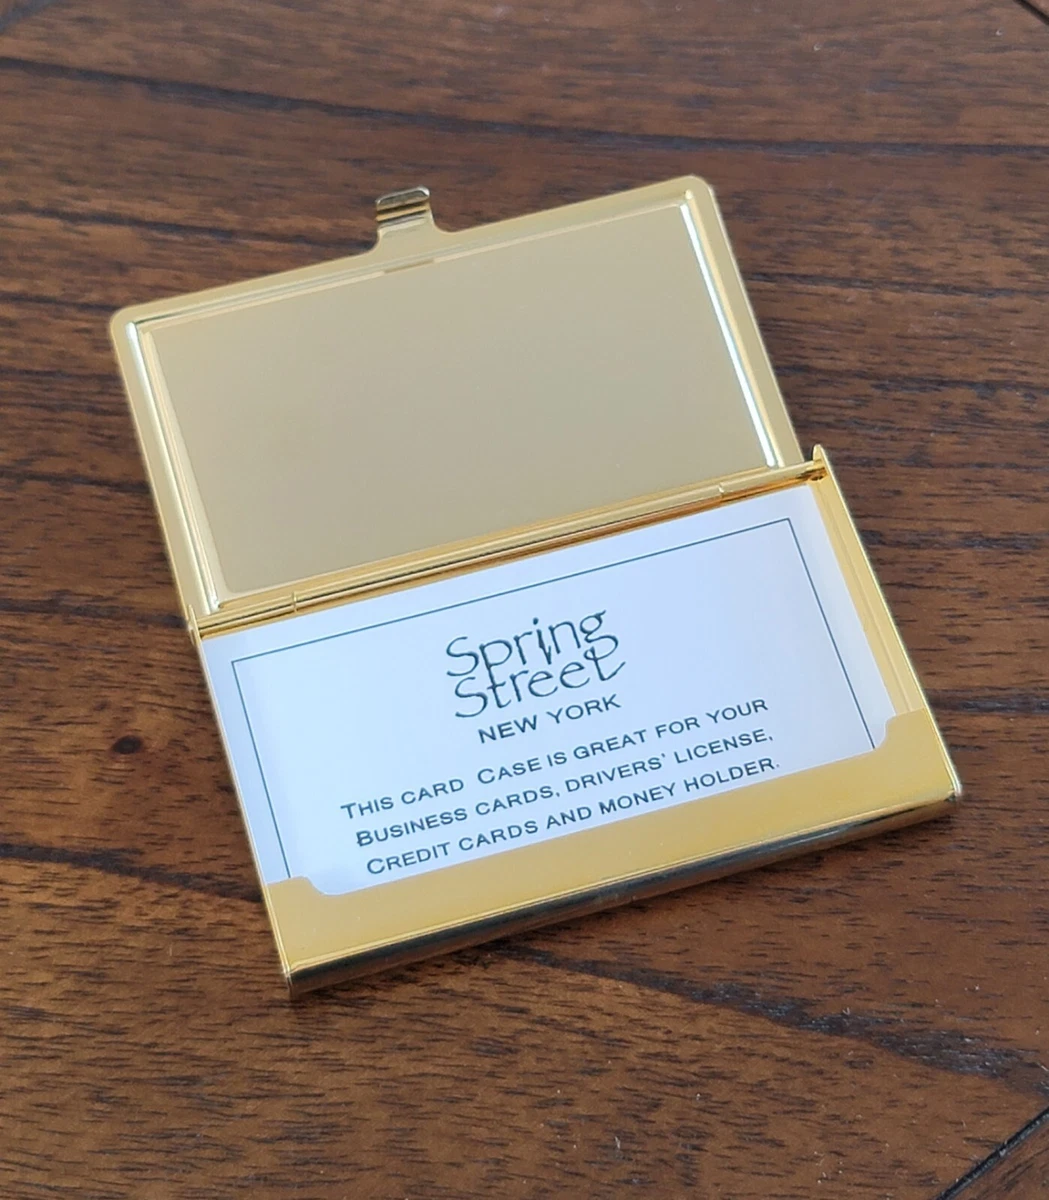 Spring
Street
NEW YORK
THIS CARD CASE IS GREAT FOR YOUR
BUSINESS CARDS, DRIVERS' LICENSE,
CREDIT CARDS AND MONEY HOLDER.